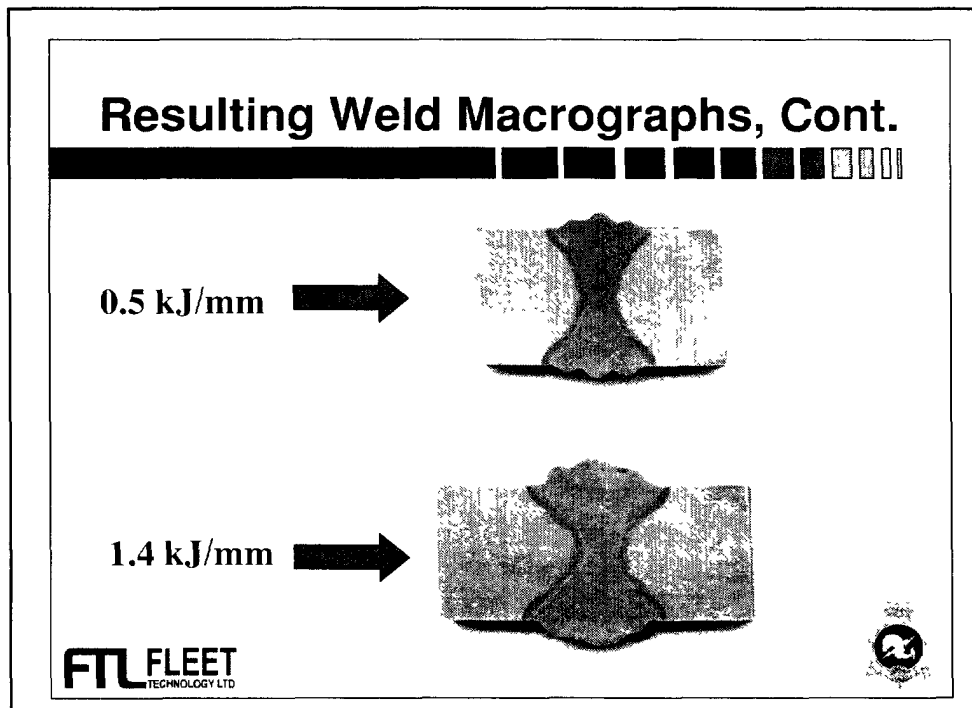 Resulting Weld Macrographs, Cont.
0.5 kJ/mm
1.4 kJ/mm
FTL FLEET
TECHNOLOGY LTD